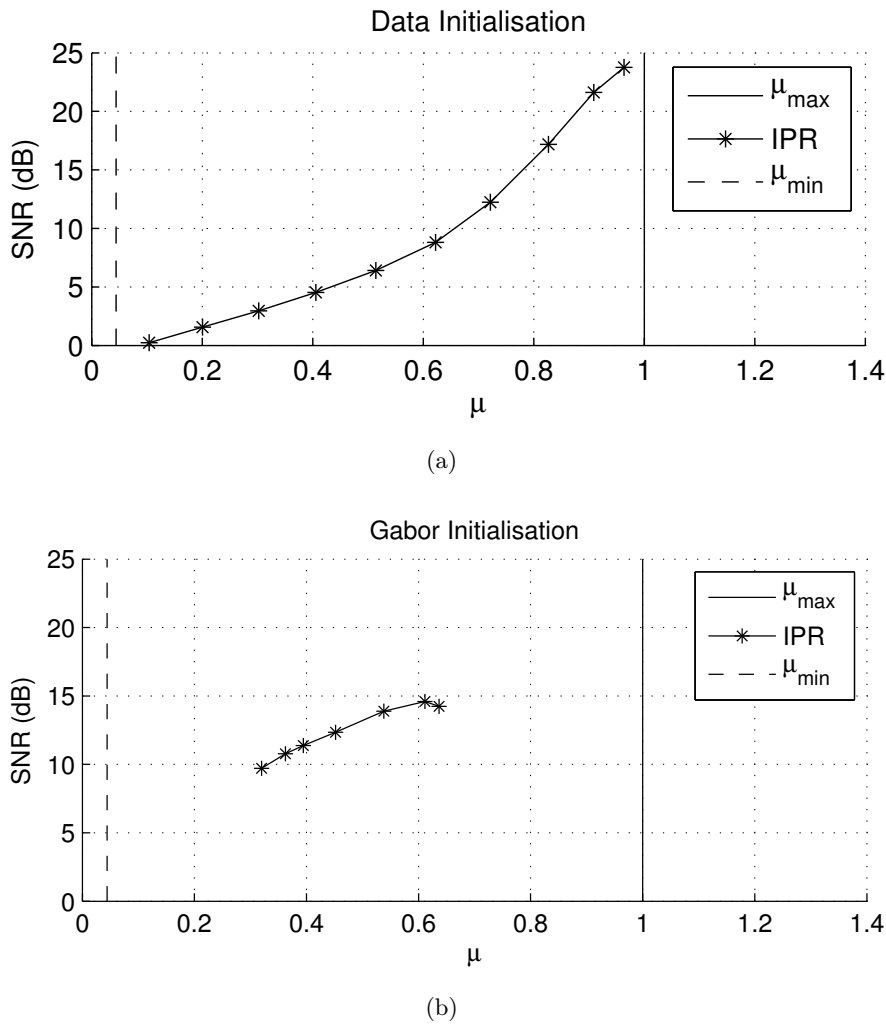 Data Initialisation
25
20
15
10
5
0
SNR (dB)
0 0.2 0.4 0.6 0.8 1 1.2 1.4
μ
μmax
IPR
μmin
(a)
Gabor Initialisation
25
20
15
10
5
0
SNR (dB)
0 0.2 0.4 0.6 0.8 1 1.2 1.4
μ
μmax
IPR
μmin
(b)